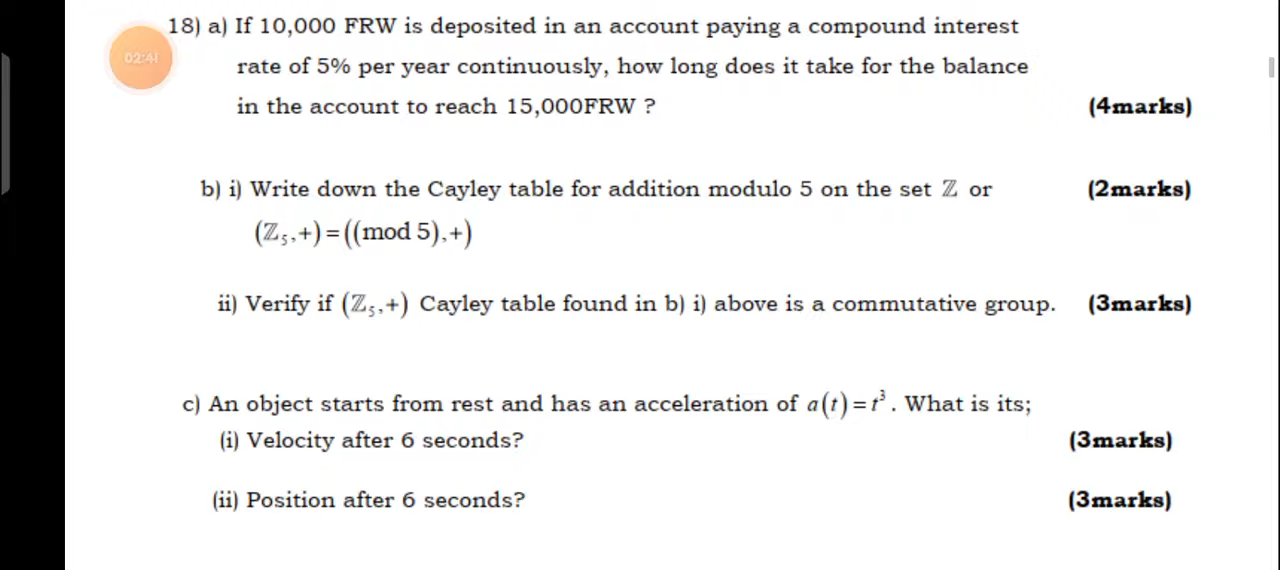 18) a) If 10,000 FRW is deposited in an account paying a compound interest
02:41
rate of 5% per year continuously, how long does it take for the balance
in the account to reach 15,000FRW ? (4marks)
b) i) Write down the Cayley table for addition modulo 5 on the set ℤ or (2marks)
(ℤ₅,+)=((mod 5),+)
ii) Verify if (ℤ₅,+) Cayley table found in b) i) above is a commutative group. (3marks)
c) An object starts from rest and has an acceleration of a(t)=t³. What is its;
(i) Velocity after 6 seconds? (3marks)
(ii) Position after 6 seconds? (3marks)